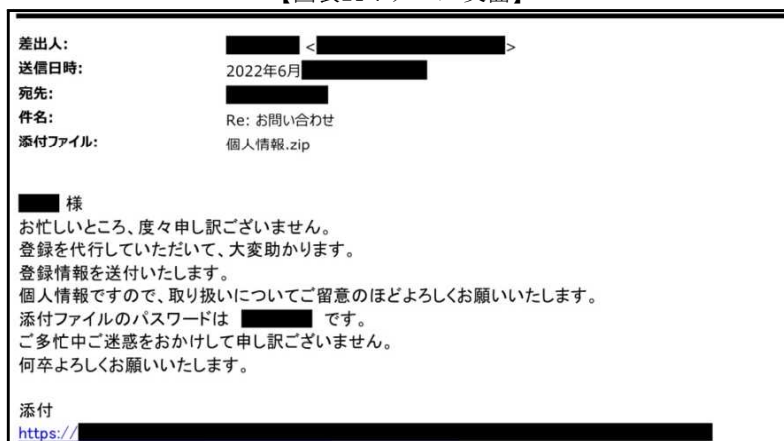 差出人: < >
送信日時: 2022年6月
宛先:
件名: Re: お問い合わせ
添付ファイル: 個人情報.zip
様
お忙しいところ、度々申し訳ございません。
登録を代行していただいて、大変助かります。
登録情報を送付いたします。
個人情報ですので、取り扱いについてご留意のほどよろしくお願いいたします。
添付ファイルのパスワードは です。
ご多忙中ご迷惑をおかけして申し訳ございません。
何卒よろしくお願いいたします。
添付
https://